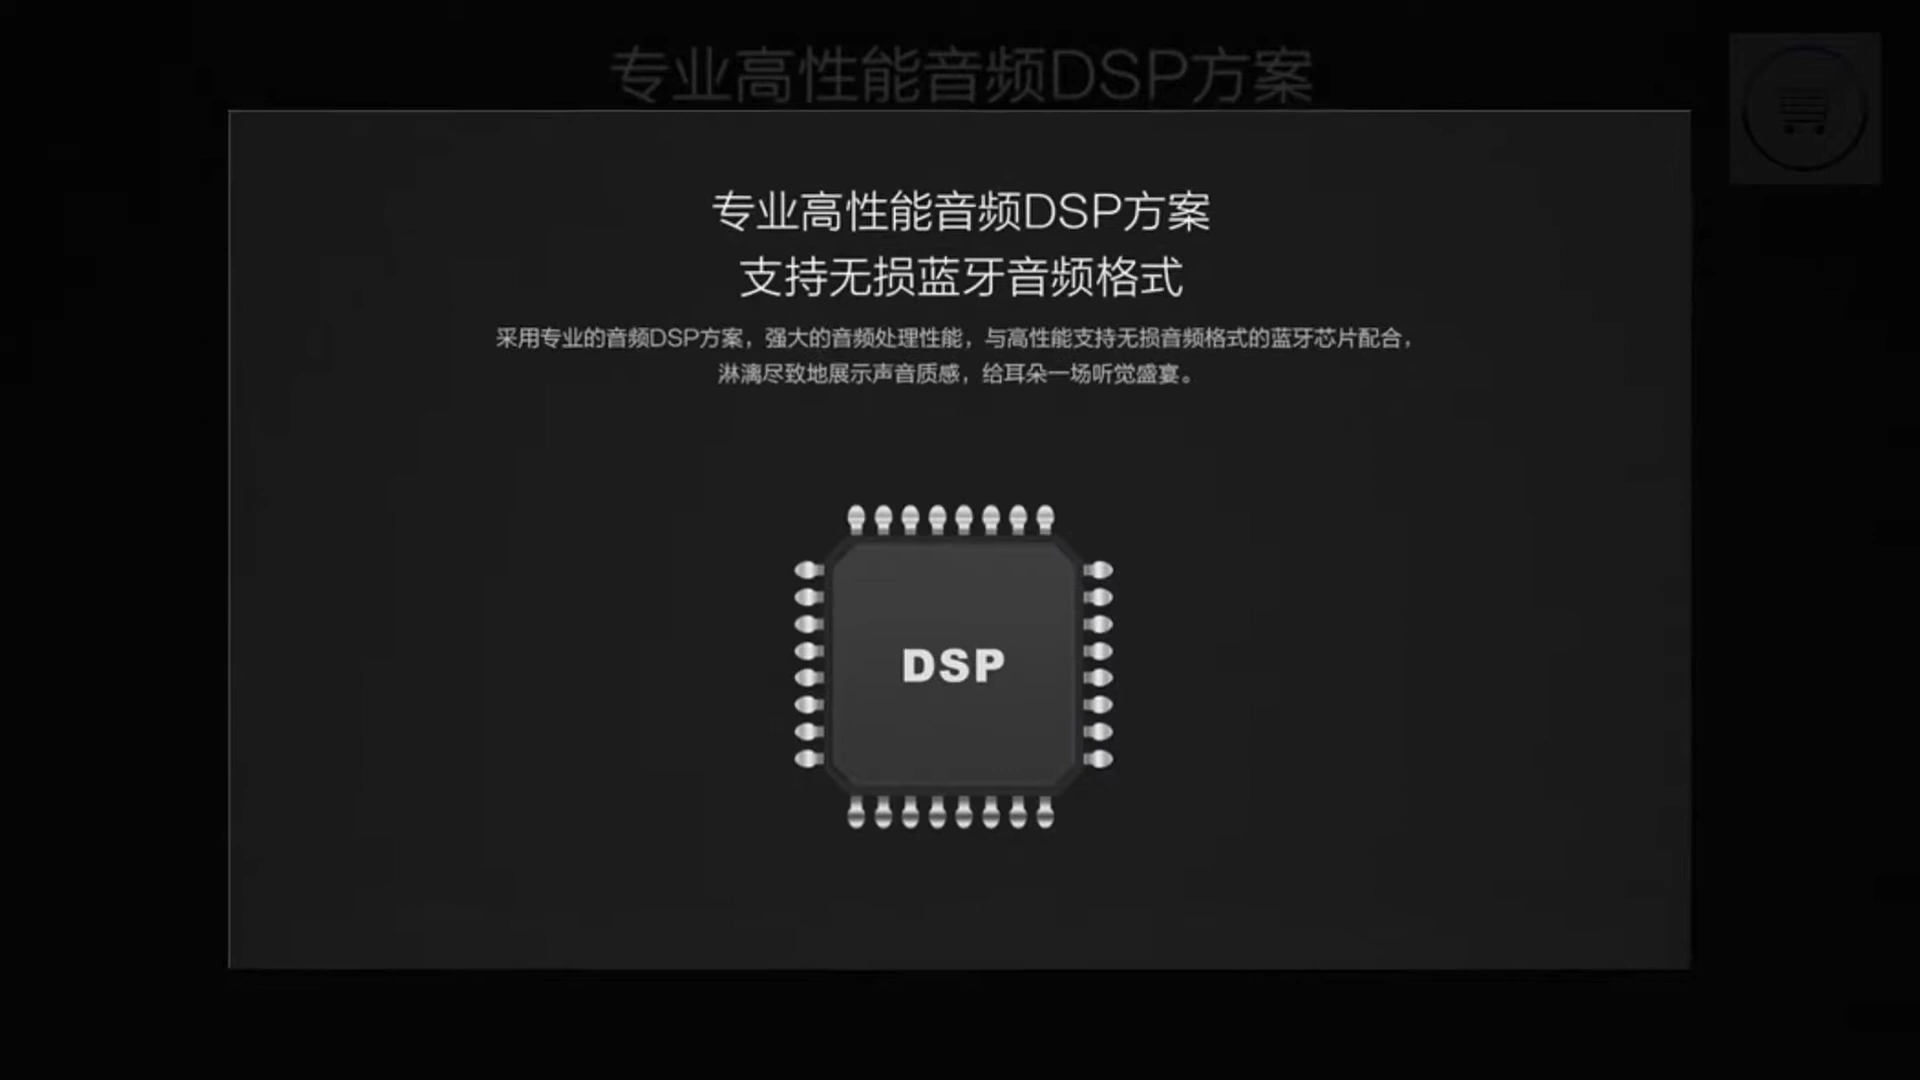 专业高性能音频DSP方案
专业高性能音频DSP方案
支持无损蓝牙音频格式
采用专业的音频DSP方案，强大的音频处理性能，与高性能支持无损音频格式的蓝牙芯片配合，
淋漓尽致地展示声音质感，给耳朵一场听觉盛宴。
DSP